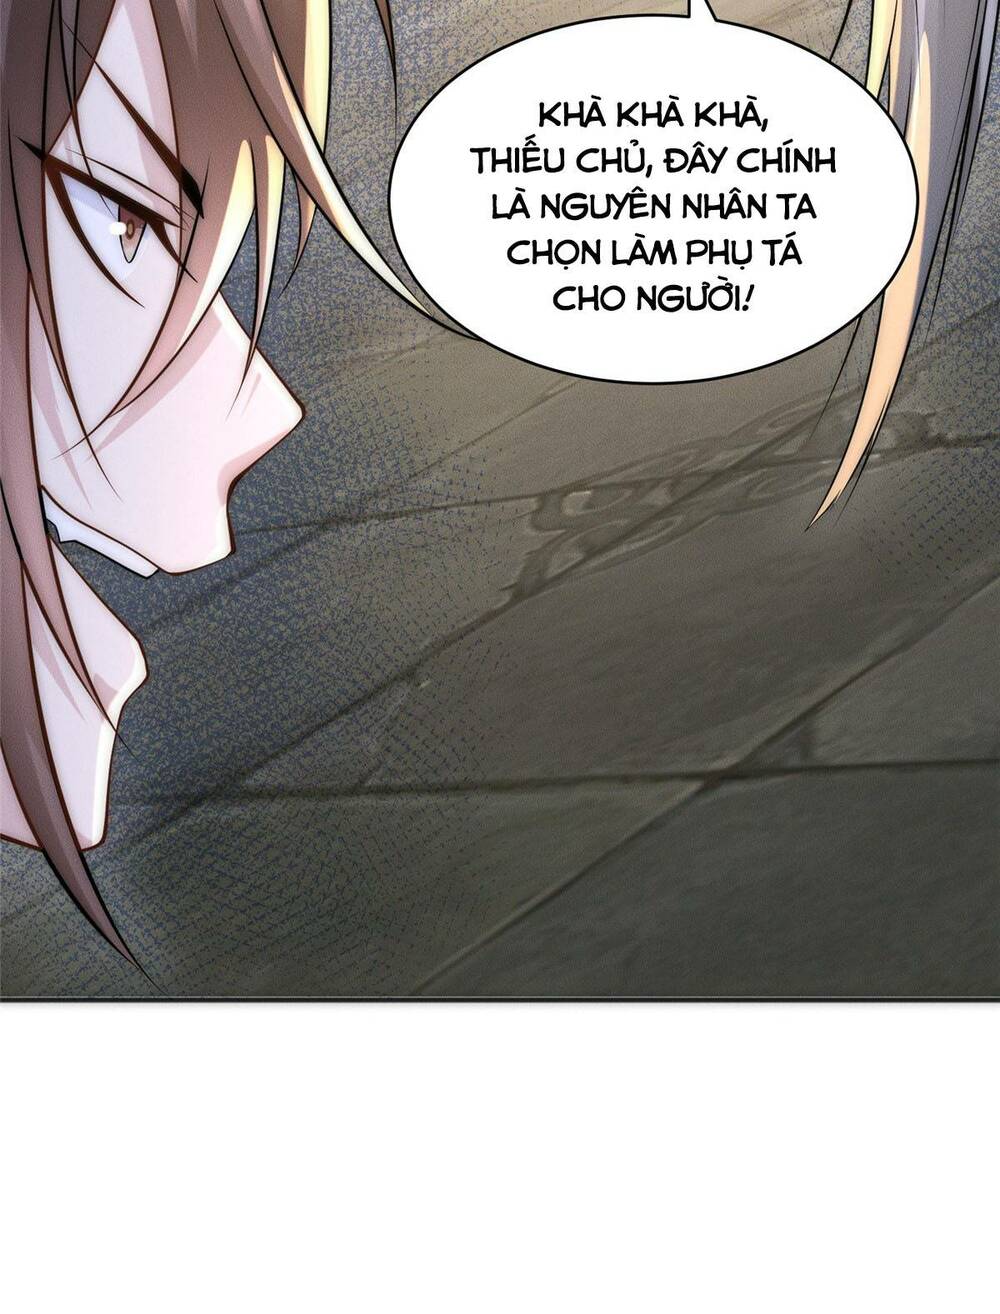 KHÀ KHÀ KHÀ,
THIẾU CHỦ, ĐÂY CHÍNH
LÀ NGUYÊN NHÂN TA
CHỌN LÀM PHỤ TÁ
CHO NGƯỜI!